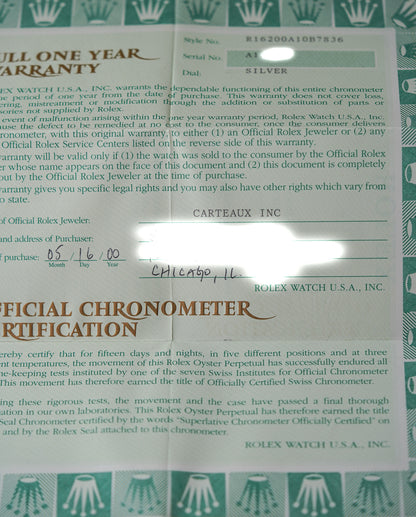 Style No. R16200A10B7836
Serial No. A1
Dial: SILVER
ULL ONE YEAR
WARRANTY
LEX WATCH U.S.A., INC. warrants the dependable functioning of this entire chronometer
he period of one year from the date of purchase. This warranty does not cover loss,
ering, mistreatment or modification through the addition or substitution of parts or
sories not supplied by Rolex.
event of malfunction arising within the one year warranty period, Rolex Watch U.S.A.,
ause the defect to be remedied at no cost to the consumer, once the consumer delivers
ronometer, with this original warranty, to either (1) an Official Rolex Jeweler or (2) any
Official Rolex Service Centers listed on the reverse side of this warranty.
arranty will be valid only if (1) the watch was sold to the consumer by the Official Rolex
er whose name appears on the face of this document and (2) this document is completely
out by the Official Rolex Jeweler at the time of purchase.
arranty gives you specific legal rights and you may also have other rights which vary from
to state.
of Official Rolex Jeweler: CARTEAUX INC
and address of Purchaser:
f purchase: 05 / 16 / 00
Month Day Year
CHICAGO, IL.
ROLEX WATCH U.S.A., INC.
FFICIAL CHRONOMETER
ERTIFICATION
ereby certify that for fifteen days and nights, in five different positions and at three
nt temperatures, the movement of this Rolex Oyster Perpetual has successfully endured all
me-keeping tests instituted by one of the seven Swiss Institutes for Official Chronometer
This movement has therefore earned the title of Officially Certified Swiss Chronometer.
ing these rigorous tests, the movement and the case have passed a final thorough
ation in our own laboratories. This Rolex Oyster Perpetual has therefore earned the title
Seal Chronometer certified by the words "Superlative Chronometer Officially Certified" on
and by the Rolex Seal attached to this chronometer.
ROLEX WATCH U.S.A., INC.